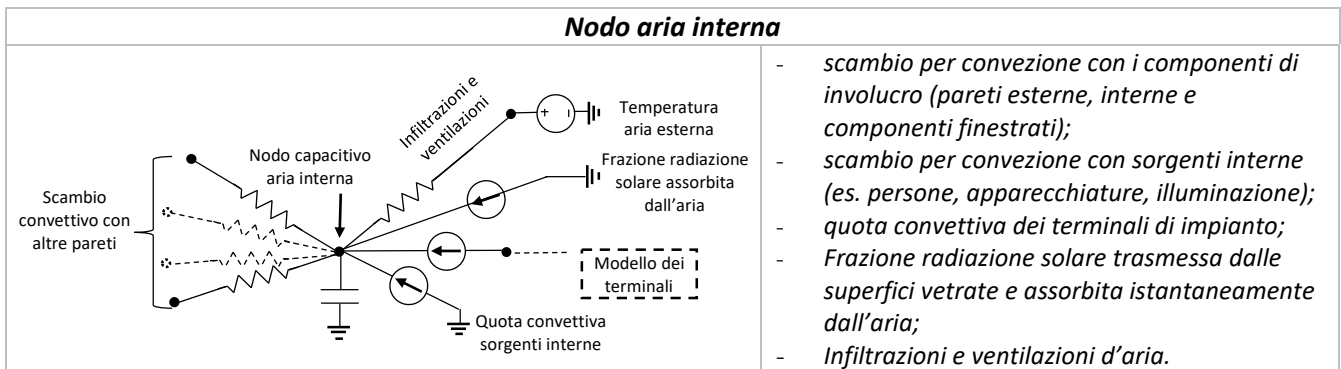 Nodo aria interna
Infiltrazioni e
ventilazioni
Temperatura
aria esterna
Nodo capacitivo
aria interna
Frazione radiazione
solare assorbita
dall'aria
Scambio
convettivo con
altre pareti
Modello dei
terminali
Quota convettiva
sorgenti interne
- scambio per convezione con i componenti di
involucro (pareti esterne, interne e
componenti finestrati);
- scambio per convezione con sorgenti interne
(es. persone, apparecchiature, illuminazione);
- quota convettiva dei terminali di impianto;
- Frazione radiazione solare trasmessa dalle
superfici vetrate e assorbita istantaneamente
dall'aria;
- Infiltrazioni e ventilazioni d'aria.